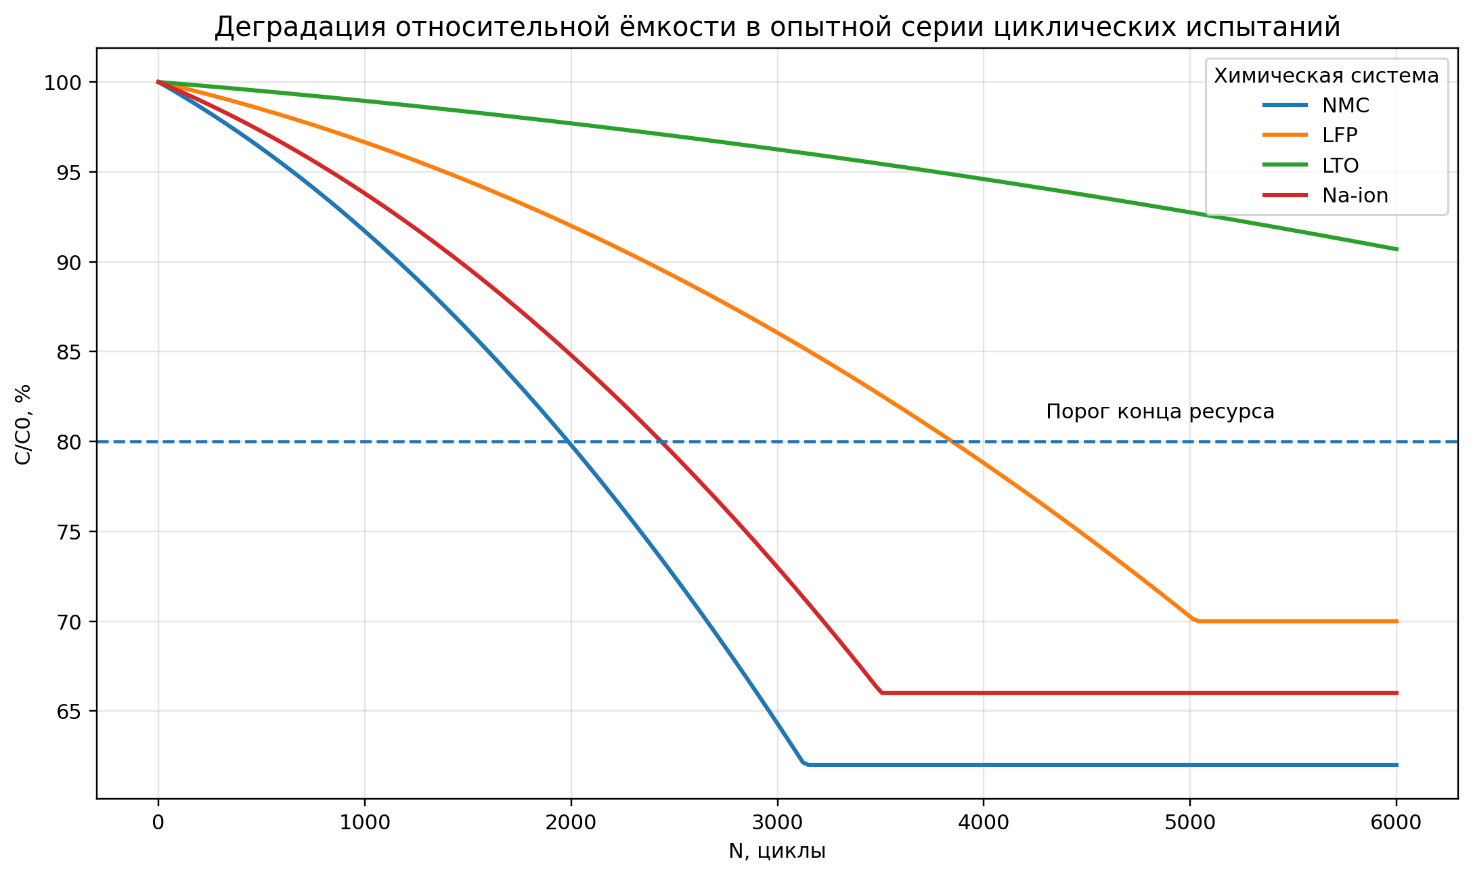 Деградация относительной ёмкости в опытной серии циклических испытаний
Химическая система
NMC
LFP
LTO
Na-ion
Порог конца ресурса
C/C0, %
100
95
90
85
80
75
70
65
0
1000
2000
3000
4000
5000
6000
N, циклы